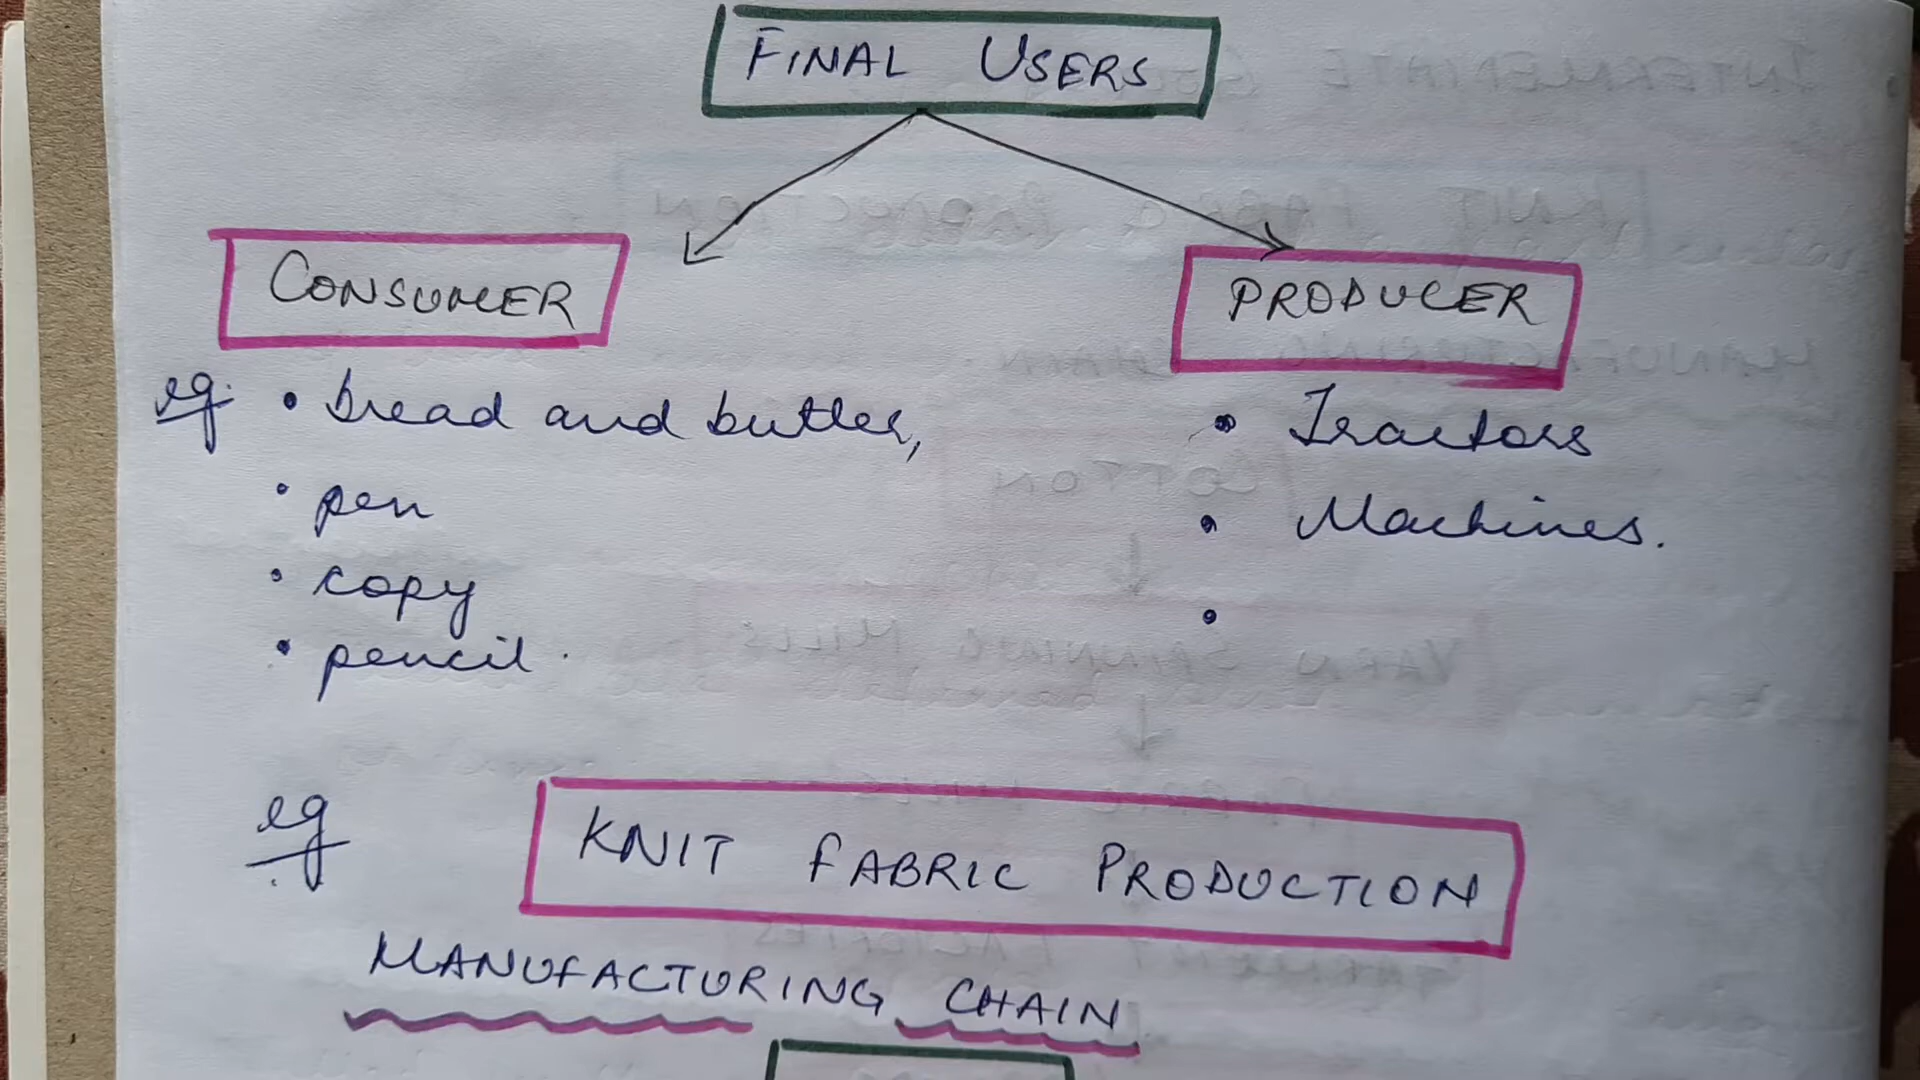 FINAL USERS
CONSUMER
PRODUCER
eg. • bread and butter,
• pen
• copy
• pencil.
• Tractors
• Machines.
•
eg KNIT FABRIC PRODUCTION
MANUFACTURING CHAIN